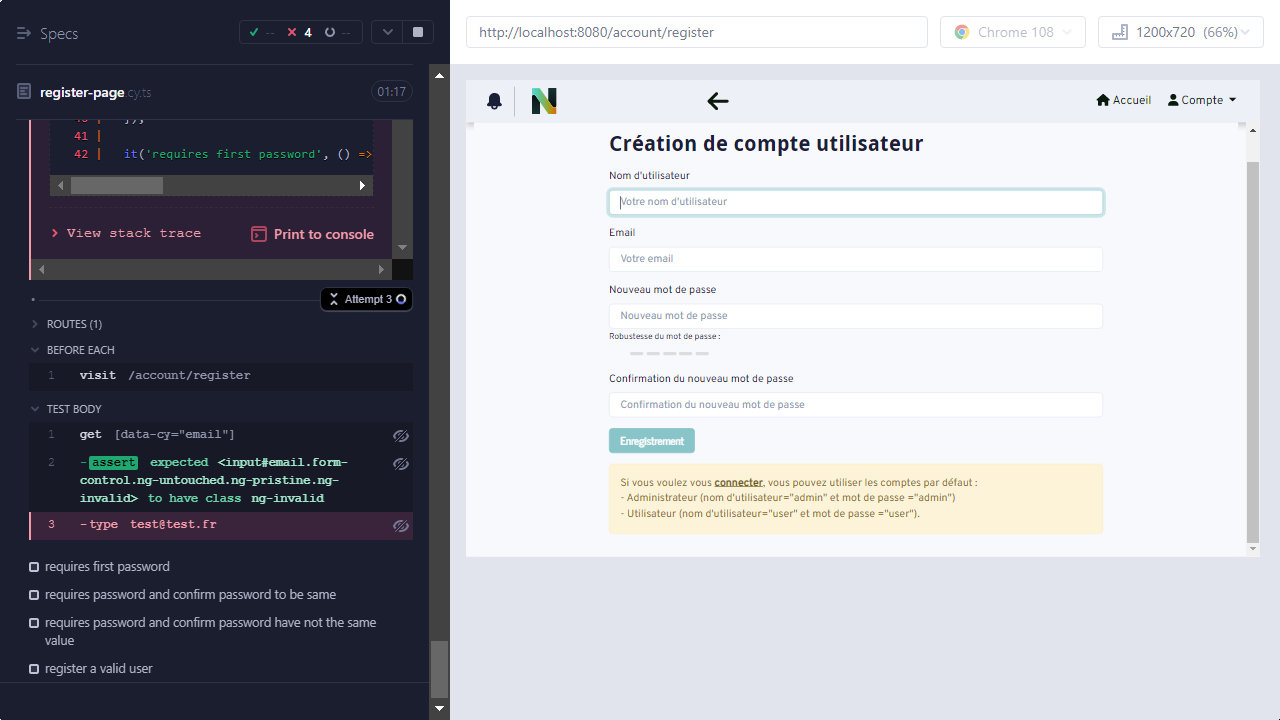 Specs
-- 4 --
register-page.cy.ts
01:17
41 |
42 | it('requires first password', () =>
View stack trace
Print to console
Attempt 3
ROUTES (1)
BEFORE EACH
1 visit /account/register
TEST BODY
1 get [data-cy="email"]
2 -assert expected <input#email.form-
control.ng-untouched.ng-pristine.ng-
invalid> to have class ng-invalid
3 -type test@test.fr
requires first password
requires password and confirm password to be same
requires password and confirm password have not the same
value
register a valid user
http://localhost:8080/account/register
Chrome 108
1200x720 (66%)
N
Accueil
Compte
Création de compte utilisateur
Nom d'utilisateur
Votre nom d'utilisateur
Email
Votre email
Nouveau mot de passe
Nouveau mot de passe
Robustesse du mot de passe :
Confirmation du nouveau mot de passe
Confirmation du nouveau mot de passe
Enregistrement
Si vous voulez vous connecter, vous pouvez utiliser les comptes par défaut :
- Administrateur (nom d'utilisateur="admin" et mot de passe ="admin")
- Utilisateur (nom d'utilisateur="user" et mot de passe ="user").